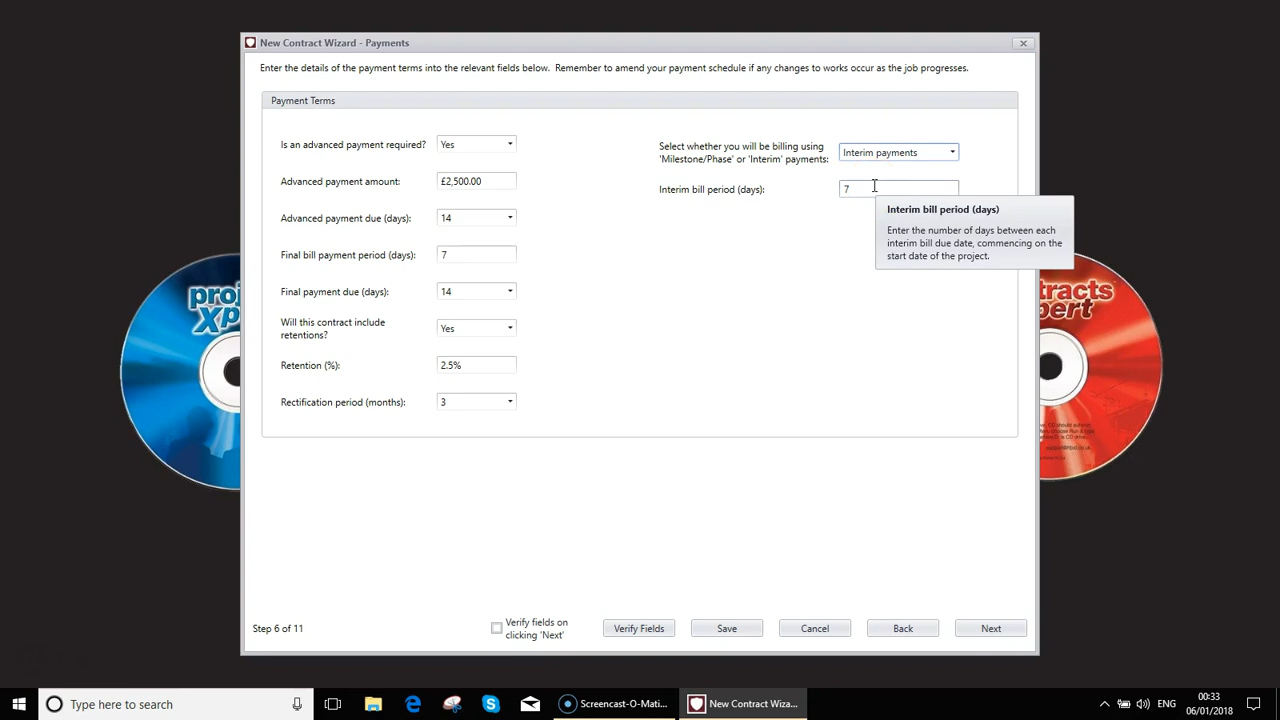 New Contract Wizard - Payments
Enter the details of the payment terms into the relevant fields below. Remember to amend your payment schedule if any changes to works occur as the job progresses.
Payment Terms
Is an advanced payment required? Yes
Advanced payment amount: £2,500.00
Advanced payment due (days): 14
Final bill payment period (days): 7
Final payment due (days): 14
Will this contract include
retentions? Yes
Retention (%): 2.5%
Rectification period (months): 3
Select whether you will be billing using
'Milestone/Phase' or 'Interim' payments: Interim payments
Interim bill period (days): 7
Interim bill period (days)
Enter the number of days between each
interim bill due date, commencing on the
start date of the project.
proj
Xp
tracts
pert
Step 6 of 11
Verify fields on
clicking 'Next'
Verify Fields
Save
Cancel
Back
Next
Type here to search
Screencast-O-Mati...
New Contract Wiza...
ENG
00:33
06/01/2018